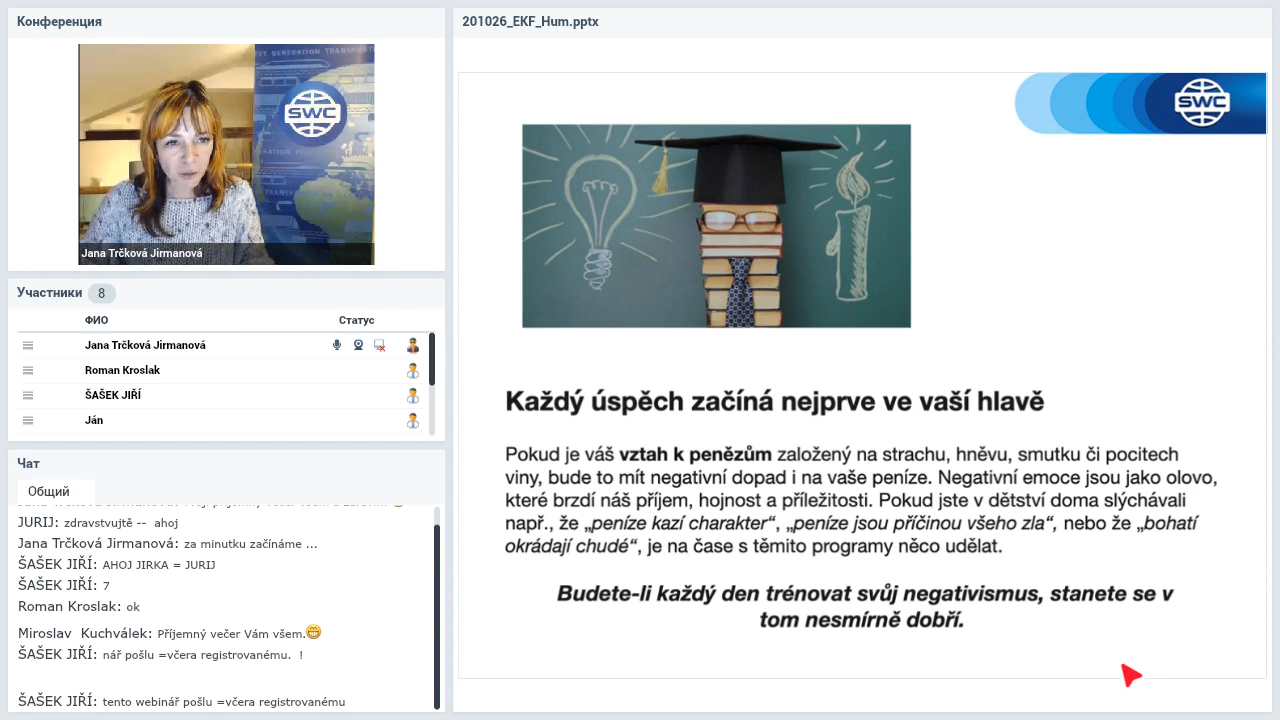 Конференция
NEXT GENERATION TRANSPORT
SWC
Jana Trčková Jirmanová
Участники 8
ФИО Статус
Jana Trčková Jirmanová
Roman Kroslak
ŠAŠEK JIŘÍ
Ján
Чат
Общий
JURIJ: zdravstvujtě -- ahoj
Jana Trčková Jirmanová: za minutku začínáme ...
ŠAŠEK JIŘÍ: AHOJ JIRKA = JURIJ
ŠAŠEK JIŘÍ: 7
Roman Kroslak: ok
Miroslav Kuchválek: Příjemný večer Vám všem.😁
ŠAŠEK JIŘÍ: nář pošlu =včera registrovanému. !
ŠAŠEK JIŘÍ: tento webinář pošlu =včera registrovanému
201026_EKF_Hum.pptx
SWC
Každý úspěch začíná nejprve ve vaší hlavě
Pokud je váš vztah k penězům založený na strachu, hněvu, smutku či pocitech
viny, bude to mít negativní dopad i na vaše peníze. Negativní emoce jsou jako olovo,
které brzdí náš příjem, hojnost a příležitosti. Pokud jste v dětství doma slýchávali
např., že „peníze kazí charakter“, „peníze jsou příčinou všeho zla“, nebo že „bohatí
okrádají chudé“, je na čase s těmito programy něco udělat.
Budete-li každý den trénovat svůj negativismus, stanete se v
tom nesmírně dobří.